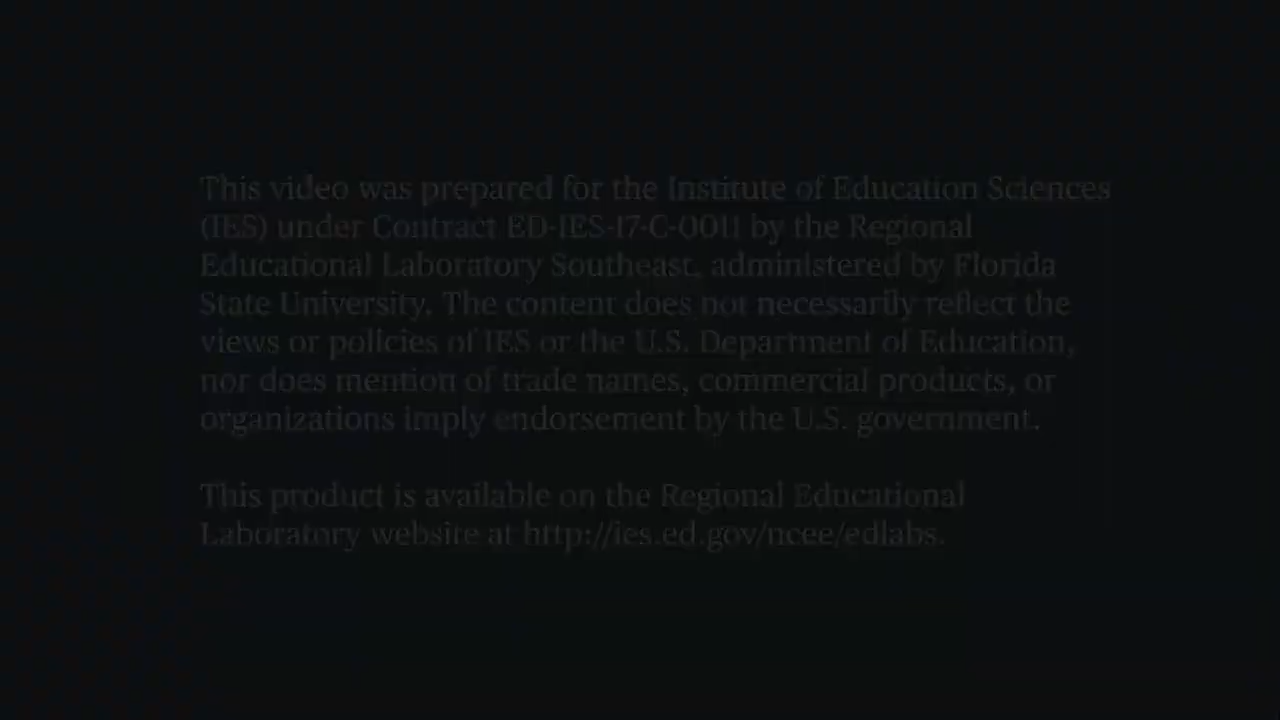 This video was prepared for the Institute of Education Sciences
(IES) under Contract ED-IES-17-C-0011 by the Regional
Educational Laboratory Southeast, administered by Florida
State University. The content does not necessarily reflect the
views or policies of IES or the U.S. Department of Education,
nor does mention of trade names, commercial products, or
organizations imply endorsement by the U.S. government.
This product is available on the Regional Educational
Laboratory website at http://ies.ed.gov/ncee/edlabs.